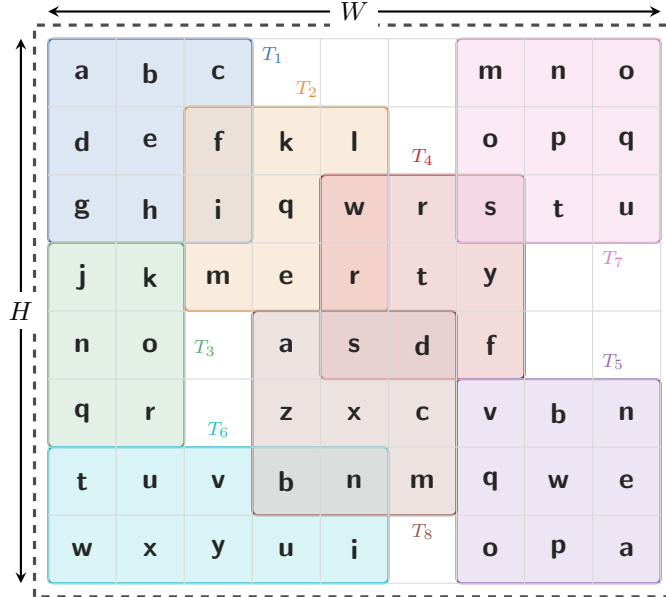 W
a b c T1 m n o
T2
d e f k l o p q
T4
g h i q w r s t u
T7
j k m e r t y
H
n o T3 a s d f
T5
q r z x c v b n
T6
t u v b n m q w e
T8
w x y u i o p a